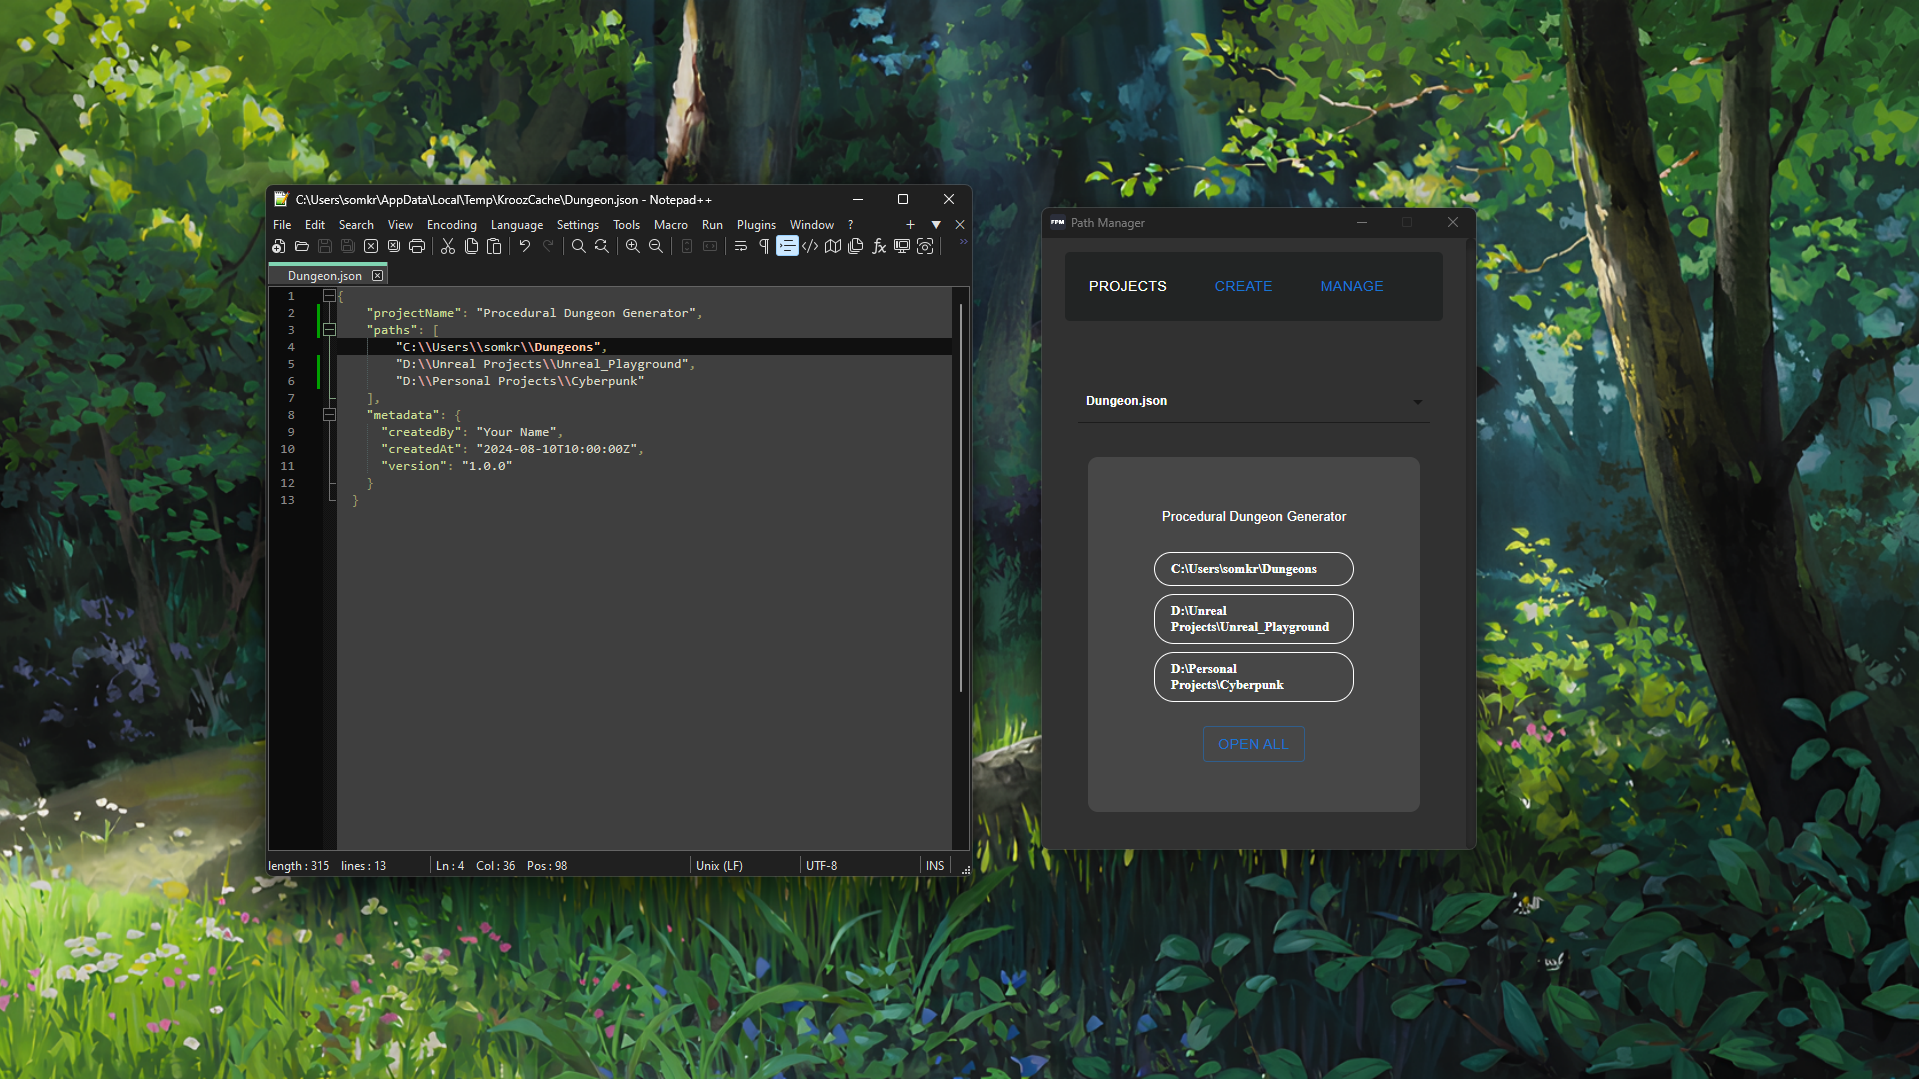 C:\Users\somkr\AppData\Local\Temp\KroozCache\Dungeon.json - Notepad++
File Edit Search View Encoding Language Settings Tools Macro Run Plugins Window ?
Dungeon.json
1 {
2 "projectName": "Procedural Dungeon Generator",
3 "paths": [
4 "C:\\Users\\somkr\\Dungeons",
5 "D:\\Unreal Projects\\Unreal_Playground",
6 "D:\\Personal Projects\\Cyberpunk"
7 ],
8 "metadata": {
9 "createdBy": "Your Name",
10 "createdAt": "2024-08-10T10:00:00Z",
11 "version": "1.0.0"
12 }
13 }
length : 315 lines : 13 Ln : 4 Col : 36 Pos : 98 Unix (LF) UTF-8 INS
FPM Path Manager
PROJECTS CREATE MANAGE
Dungeon.json
Procedural Dungeon Generator
C:\Users\somkr\Dungeons
D:\Unreal
Projects\Unreal_Playground
D:\Personal
Projects\Cyberpunk
OPEN ALL